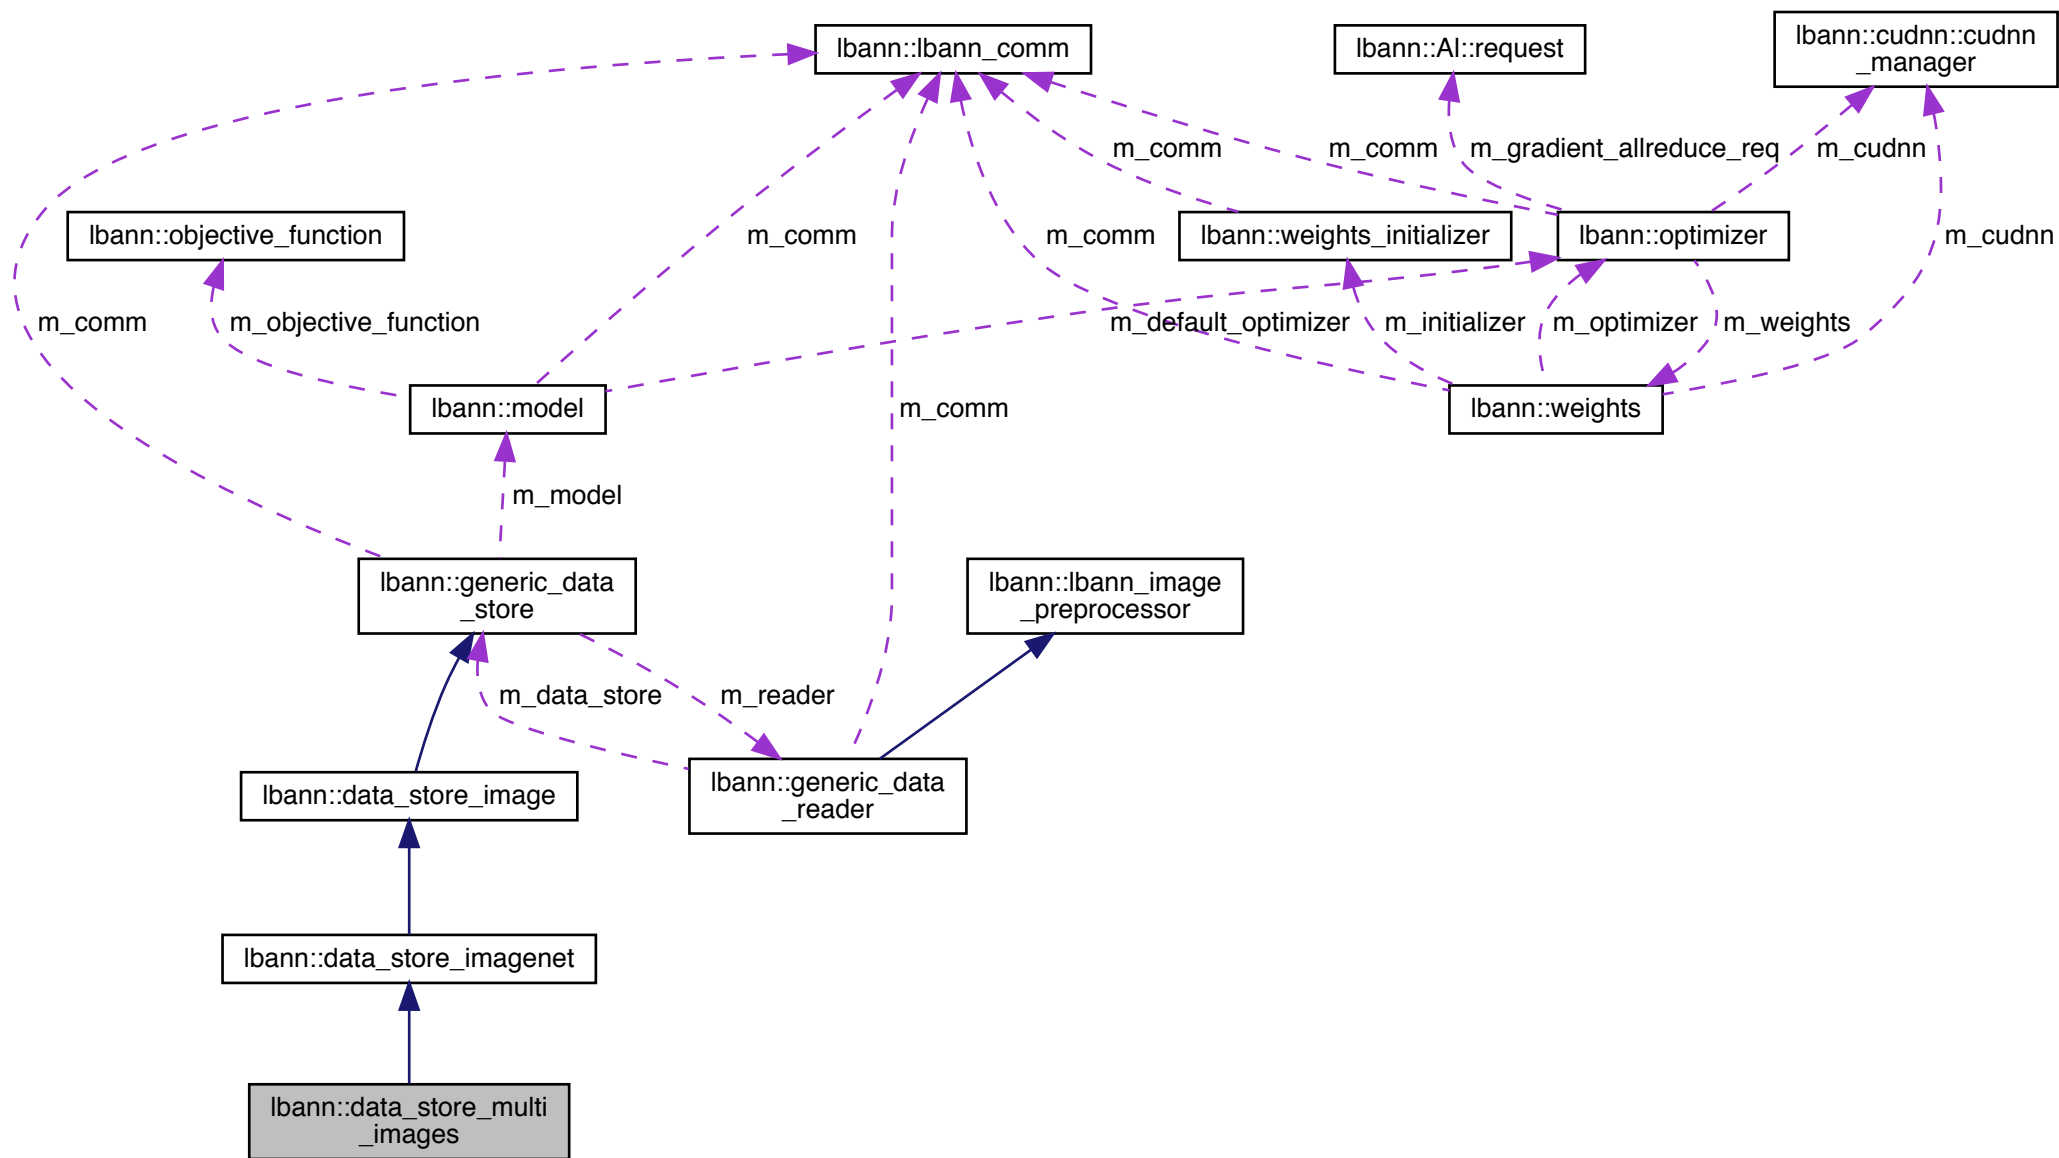 lbann::lbann_comm
lbann::Al::request
lbann::cudnn::cudnn
_manager
m_comm
m_comm
m_gradient_allreduce_req
m_cudnn
lbann::objective_function
m_comm
m_comm
lbann::weights_initializer
lbann::optimizer
m_cudnn
m_comm
m_objective_function
m_default_optimizer
m_initializer
m_optimizer
m_weights
lbann::model
m_comm
lbann::weights
m_model
lbann::generic_data
_store
lbann::lbann_image
_preprocessor
m_data_store
m_reader
lbann::data_store_image
lbann::generic_data
_reader
lbann::data_store_imagenet
lbann::data_store_multi
_images